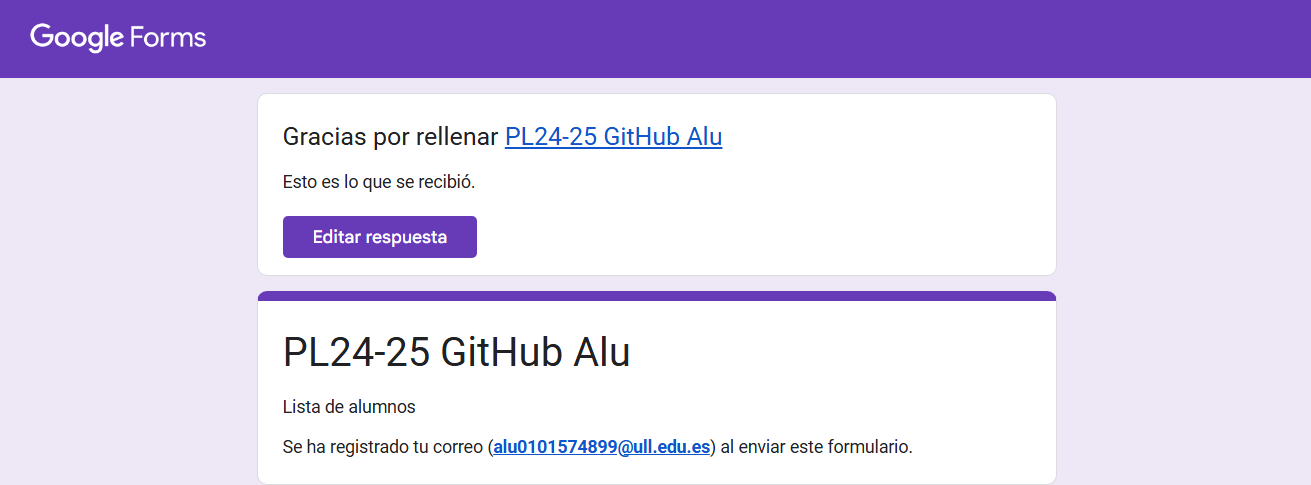 Google Forms
Gracias por rellenar PL24-25 GitHub Alu
Esto es lo que se recibió.
Editar respuesta
PL24-25 GitHub Alu
Lista de alumnos
Se ha registrado tu correo (alu0101574899@ull.edu.es) al enviar este formulario.